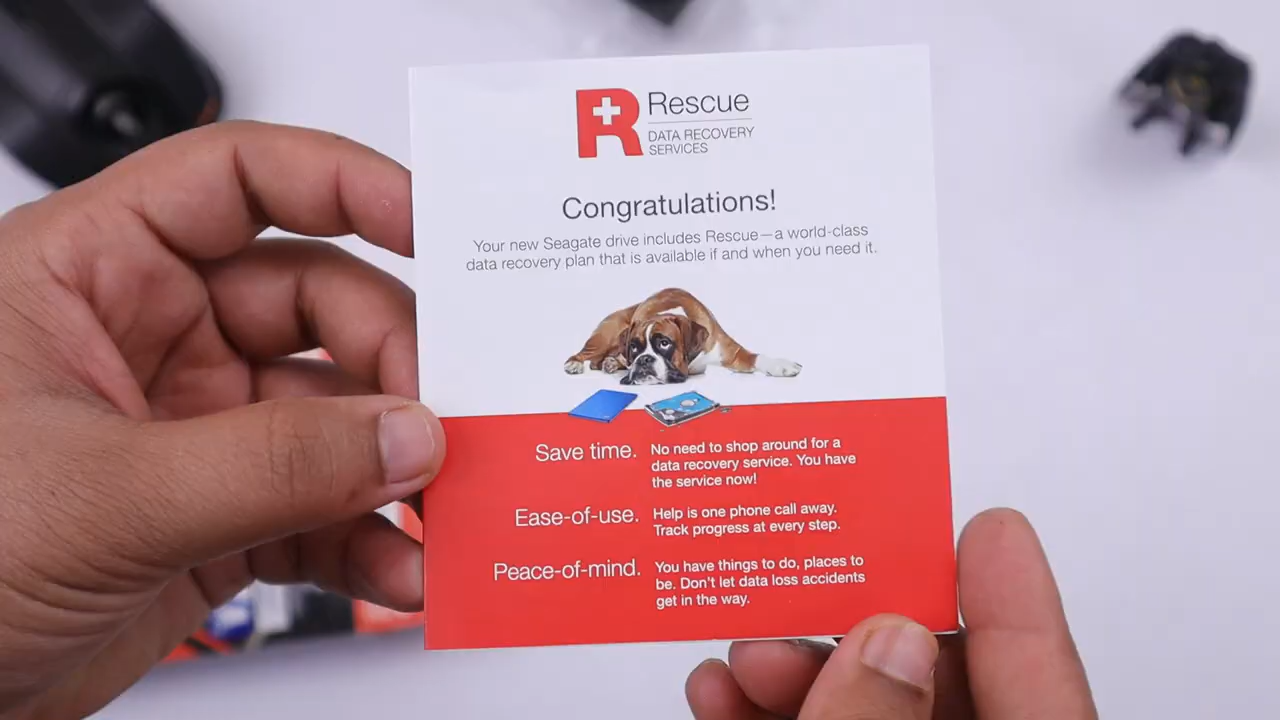 Rescue
DATA RECOVERY
SERVICES
Congratulations!
Your new Seagate drive includes Rescue—a world-class
data recovery plan that is available if and when you need it.
Save time.
No need to shop around for a
data recovery service. You have
the service now!
Ease-of-use.
Help is one phone call away.
Track progress at every step.
Peace-of-mind.
You have things to do, places to
be. Don't let data loss accidents
get in the way.